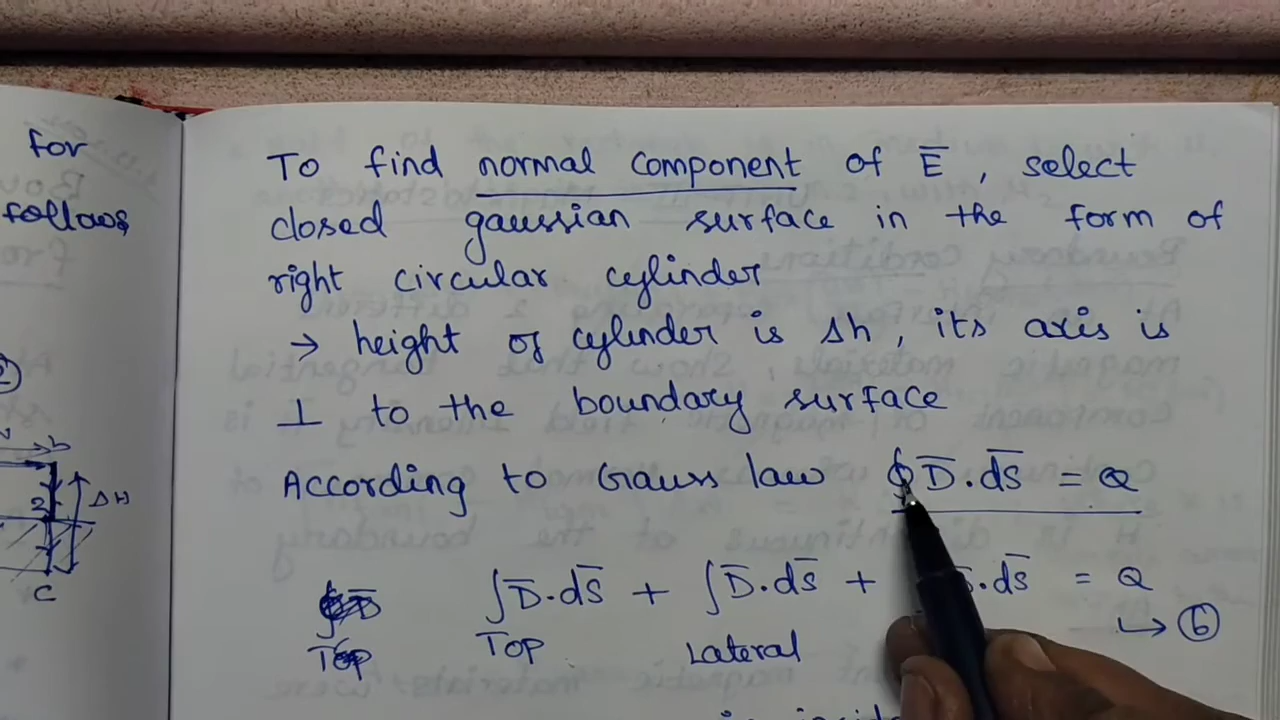 for
follows
To find normal component of E̅, select
closed gaussian surface in the form of
right circular cylinder
→ height of cylinder is Δh, its axis is
⊥ to the boundary surface
According to Gauss law ∮D̅.ds̅ = Q
∫D̅.ds̅ + ∫D̅.ds̅ + D̅.ds̅ = Q
Top Lateral
↳ ⑥
b
2
ΔH
c